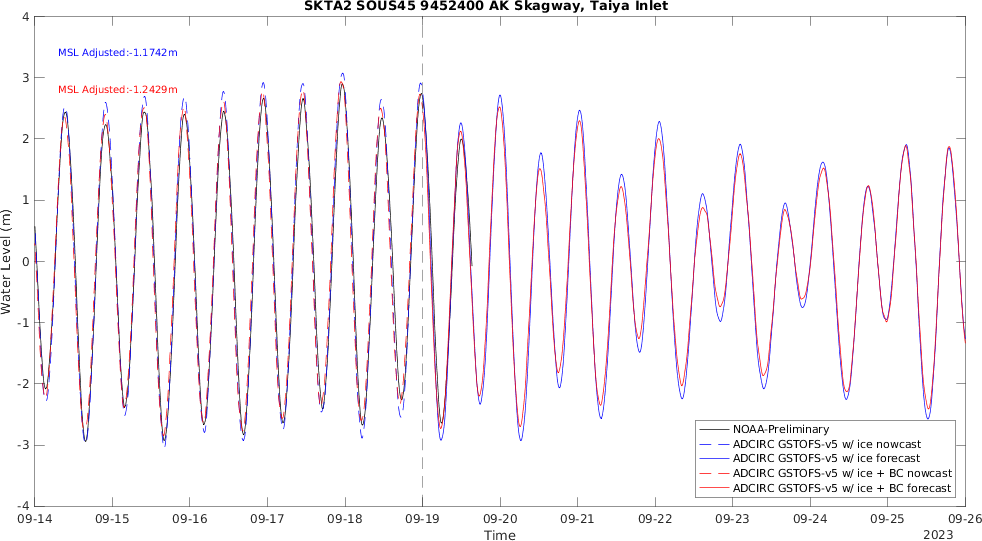 SKTA2 SOUS45 9452400 AK Skagway, Taiya Inlet
MSL Adjusted:-1.1742m
MSL Adjusted:-1.2429m
4
3
2
1
0
-1
-2
-3
-4
Water Level (m)
NOAA-Preliminary
ADCIRC GSTOFS-v5 w/ ice nowcast
ADCIRC GSTOFS-v5 w/ ice forecast
ADCIRC GSTOFS-v5 w/ ice + BC nowcast
ADCIRC GSTOFS-v5 w/ ice + BC forecast
09-14 09-15 09-16 09-17 09-18 09-19 09-20 09-21 09-22 09-23 09-24 09-25 09-26
Time
2023